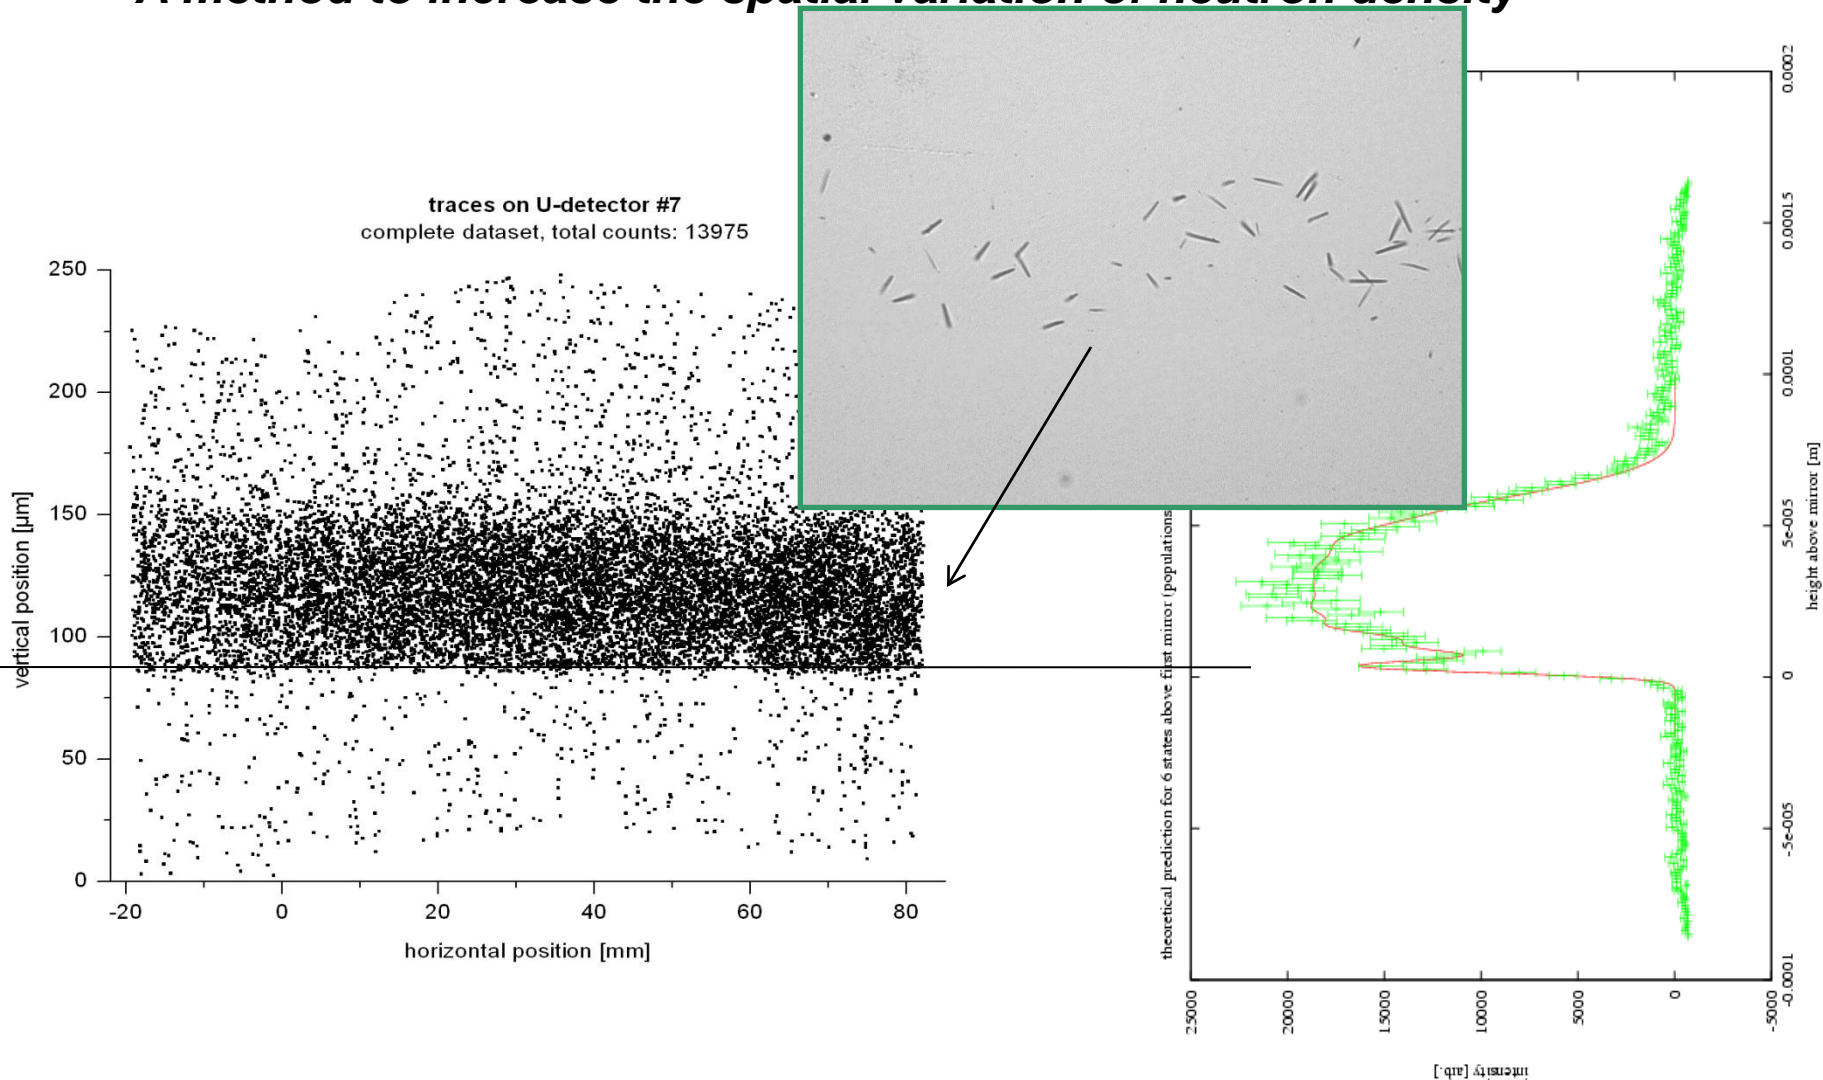 A method to increase the spatial variation of neutron density
traces on U-detector #7
complete dataset, total counts: 13975
250
200
150
100
50
0
vertical position [µm]
-20
0
20
40
60
80
horizontal position [mm]
theoretical prediction for 6 states above first mirror (populations
0.0002
0.00015
0.0001
5e-005
0
-5e-005
-0.0001
height above mirror [m]
25000
20000
15000
10000
5000
0
-5000
intensity [arb.]